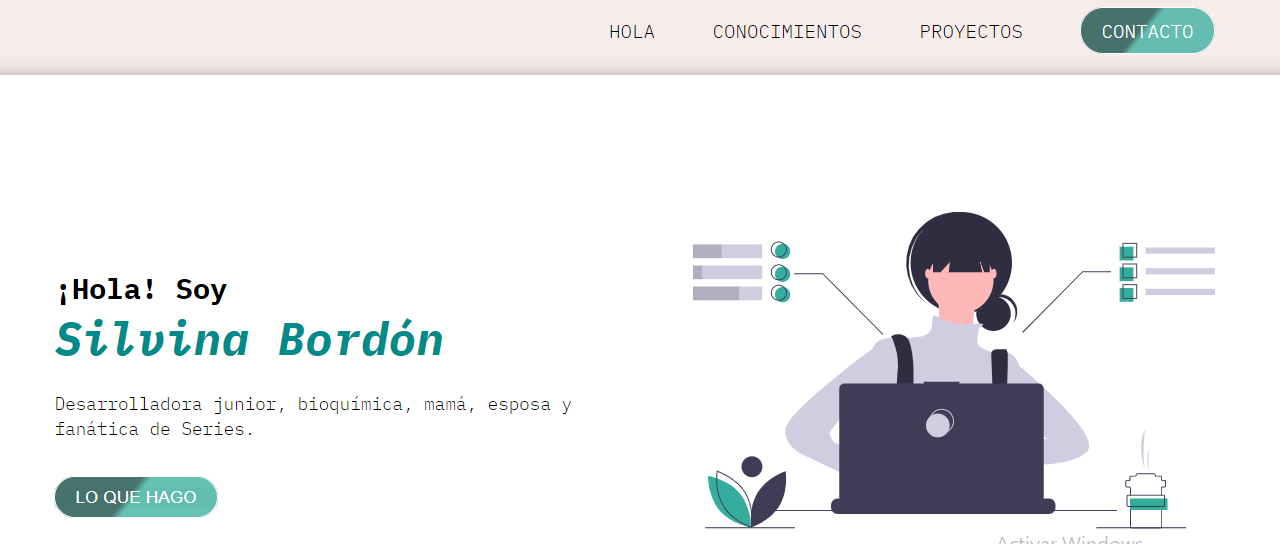 HOLA CONOCIMIENTOS PROYECTOS CONTACTO
¡Hola! Soy
Silvina Bordón
Desarrolladora junior, bioquímica, mamá, esposa y
fanática de Series.
LO QUE HAGO
Activar Windows